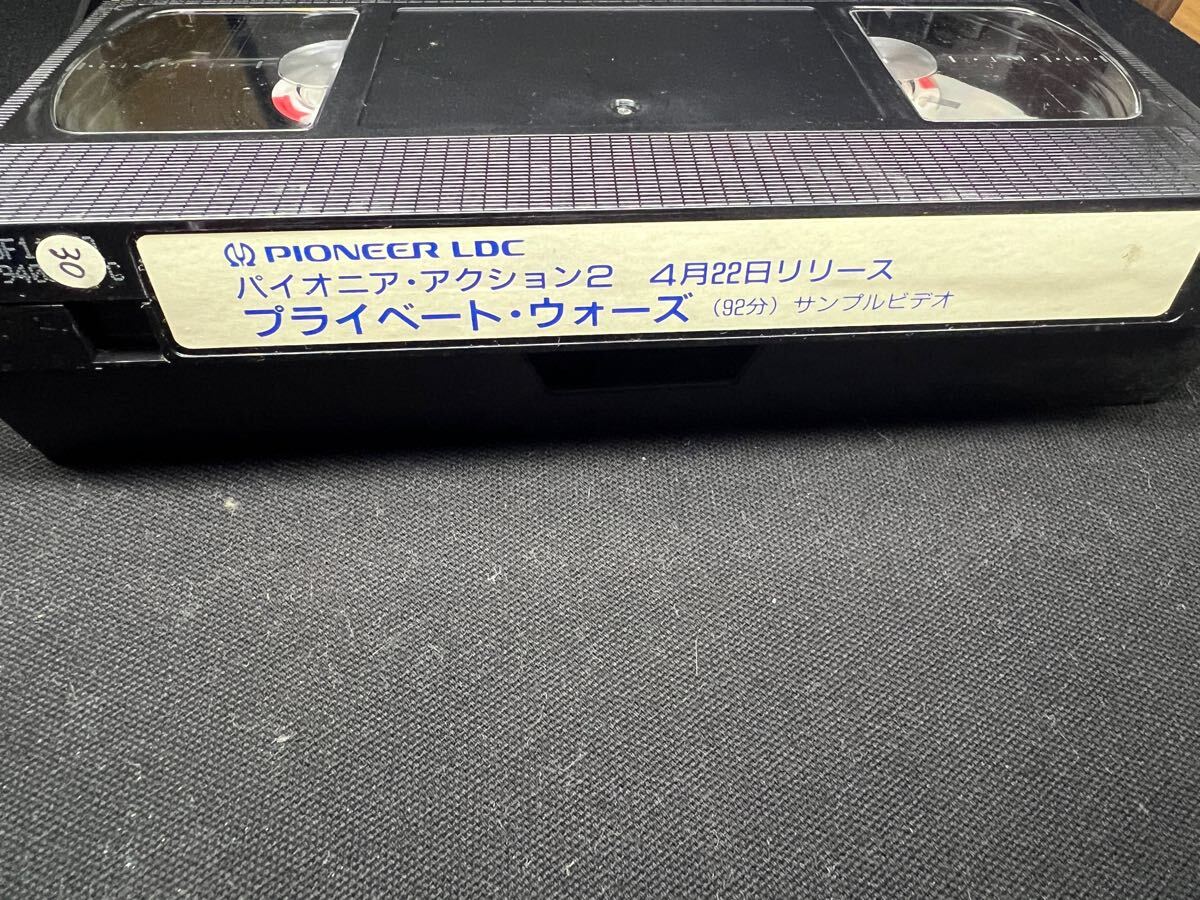 PIONEER LDC
パイオニア・アクション2 4月22日リリース
プライベート・ウォーズ (92分) サンプルビデオ
30